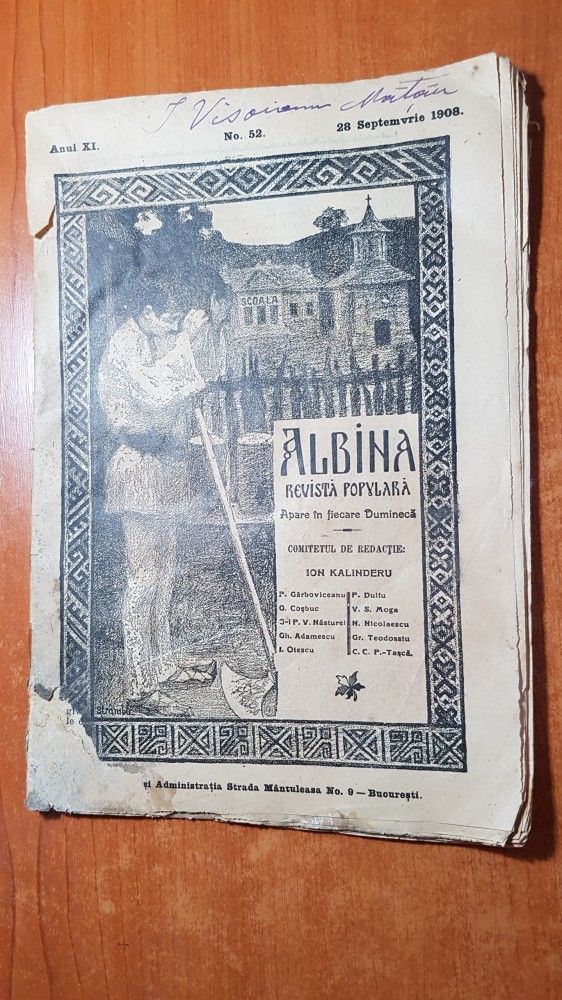 J Visoianu
Anul XI.
No. 52.
28 Septemvrie 1908.
ȘCOALA
ALBINA
REVISTĂ POPULARĂ
Apare în fiecare Duminecă
COMITETUL DE REDACȚIE:
ION KALINDERU
P. Gârboviceanu
G. Coșbuc
P. V. Năsturel
Gh. Adamescu
I. Otescu
P. Dulfu
V. S. Moga
N. Nicolaescu
Gr. Teodossiu
C. C. P.-Tașcă.
și Administrația Strada Mântuleasa No. 9 — București.